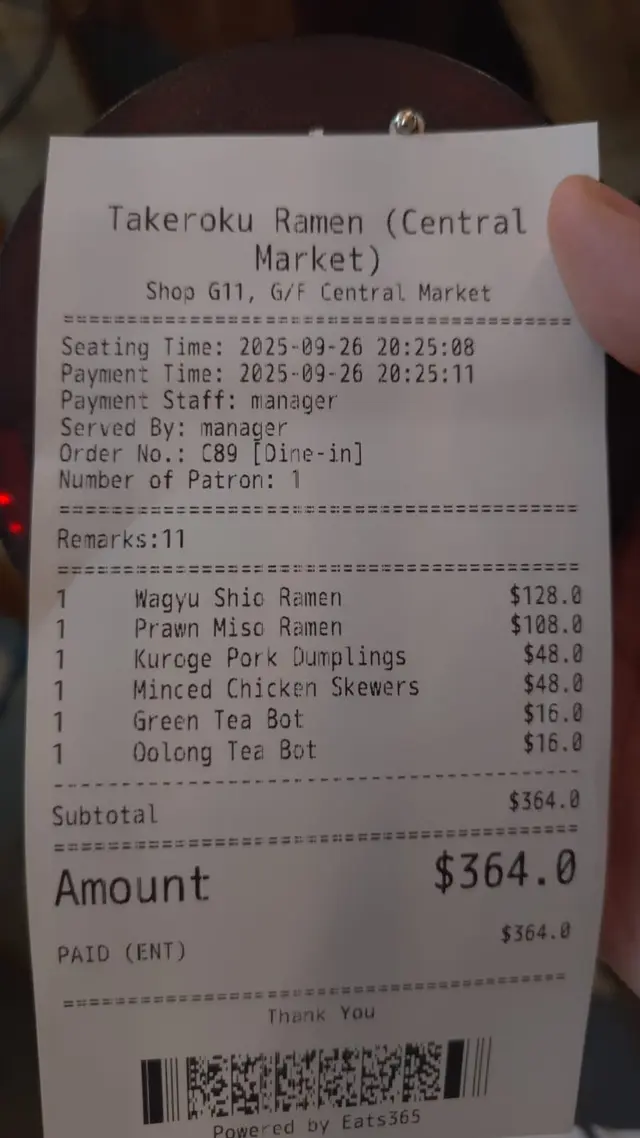 Takeroku Ramen (Central
Market)
Shop G11, G/F Central Market
================================================
Seating Time: 2025-09-26 20:25:08
Payment Time: 2025-09-26 20:25:11
Payment Staff: manager
Served By: manager
Order No.: C89 [Dine-in]
Number of Patron: 1
================================================
Remarks:11
================================================
1 Wagyu Shio Ramen $128.0
1 Prawn Miso Ramen $108.0
1 Kuroge Pork Dumplings $48.0
1 Minced Chicken Skewers $48.0
1 Green Tea Bot $16.0
1 Oolong Tea Bot $16.0
------------------------------------------------
Subtotal $364.0
================================================
Amount $364.0
PAID (ENT) $364.0
================================================
Thank You
Powered by Eats365